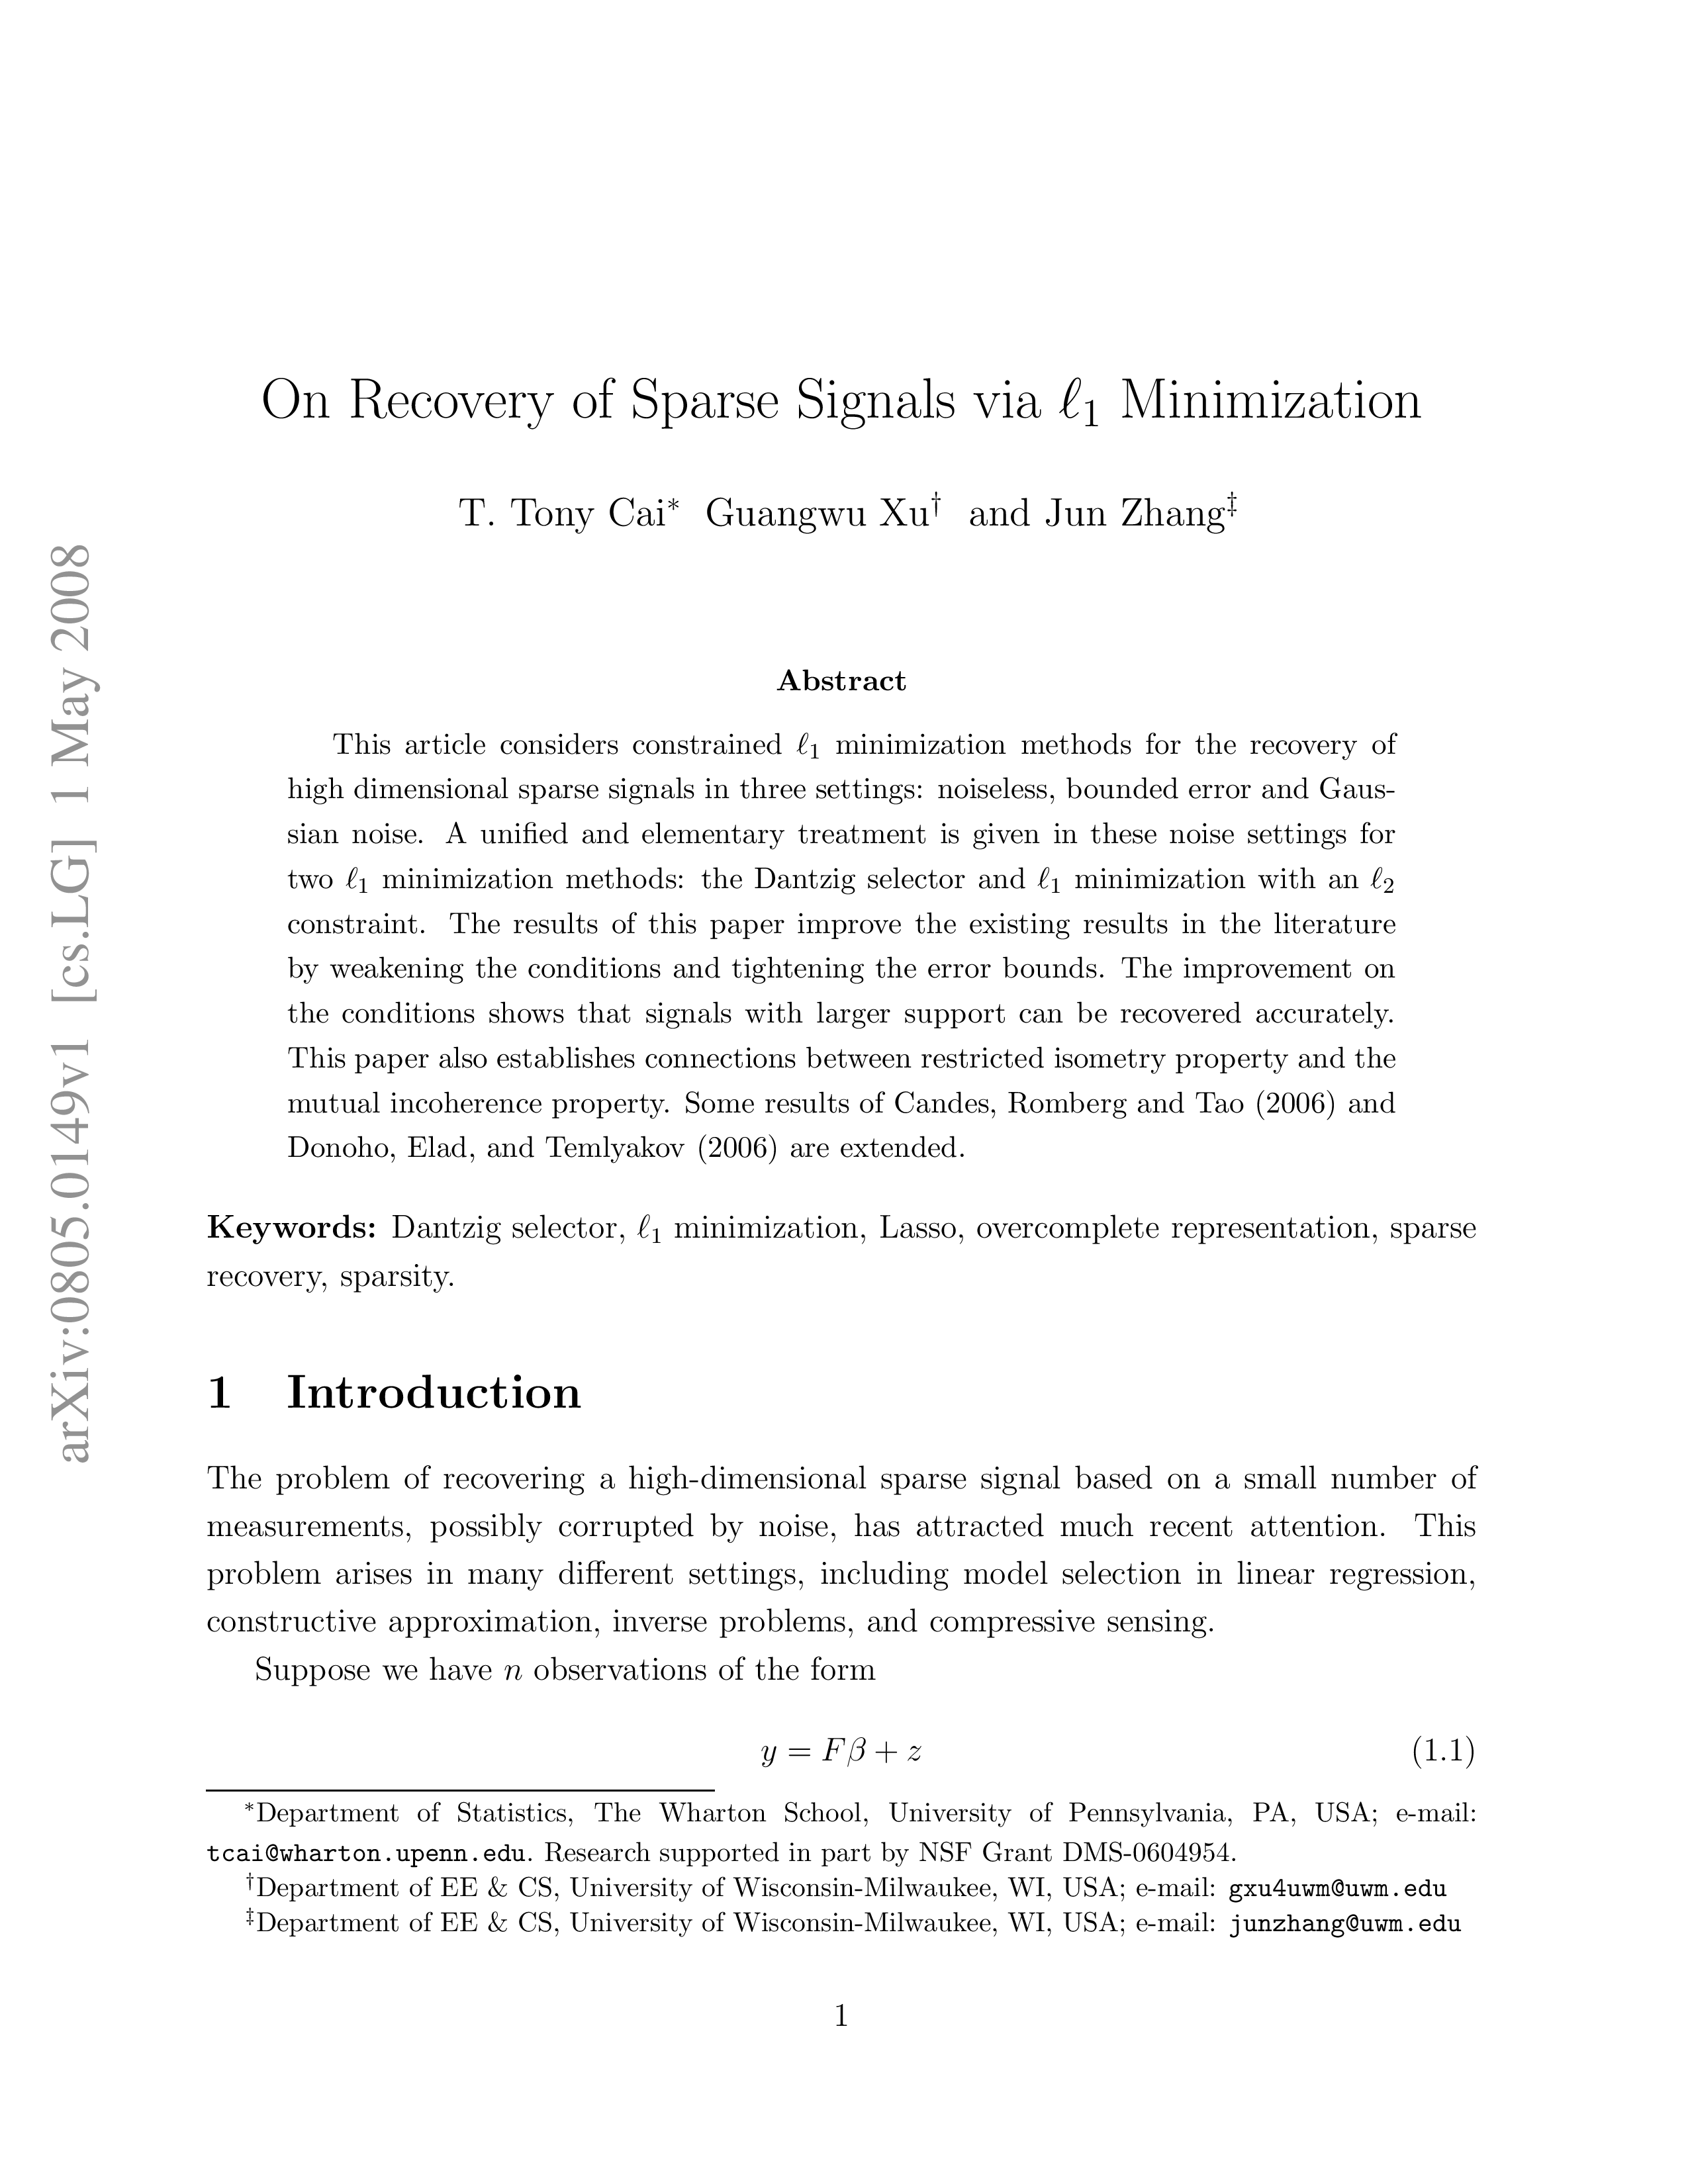 On Recovery of Sparse Signals via ℓ₁ Minimization
T. Tony Cai* Guangwu Xu† and Jun Zhang‡
arXiv:0805.0149v1 [cs.LG] 1 May 2008
Abstract
This article considers constrained ℓ₁ minimization methods for the recovery of
high dimensional sparse signals in three settings: noiseless, bounded error and Gaus-
sian noise. A unified and elementary treatment is given in these noise settings for
two ℓ₁ minimization methods: the Dantzig selector and ℓ₁ minimization with an ℓ₂
constraint. The results of this paper improve the existing results in the literature
by weakening the conditions and tightening the error bounds. The improvement on
the conditions shows that signals with larger support can be recovered accurately.
This paper also establishes connections between restricted isometry property and the
mutual incoherence property. Some results of Candes, Romberg and Tao (2006) and
Donoho, Elad, and Temlyakov (2006) are extended.
Keywords: Dantzig selector, ℓ₁ minimization, Lasso, overcomplete representation, sparse
recovery, sparsity.
1 Introduction
The problem of recovering a high-dimensional sparse signal based on a small number of
measurements, possibly corrupted by noise, has attracted much recent attention. This
problem arises in many different settings, including model selection in linear regression,
constructive approximation, inverse problems, and compressive sensing.
Suppose we have n observations of the form
y = Fβ + z (1.1)
*Department of Statistics, The Wharton School, University of Pennsylvania, PA, USA; e-mail:
tcai@wharton.upenn.edu. Research supported in part by NSF Grant DMS-0604954.
†Department of EE & CS, University of Wisconsin-Milwaukee, WI, USA; e-mail: gxu4uwm@uwm.edu
‡Department of EE & CS, University of Wisconsin-Milwaukee, WI, USA; e-mail: junzhang@uwm.edu
1